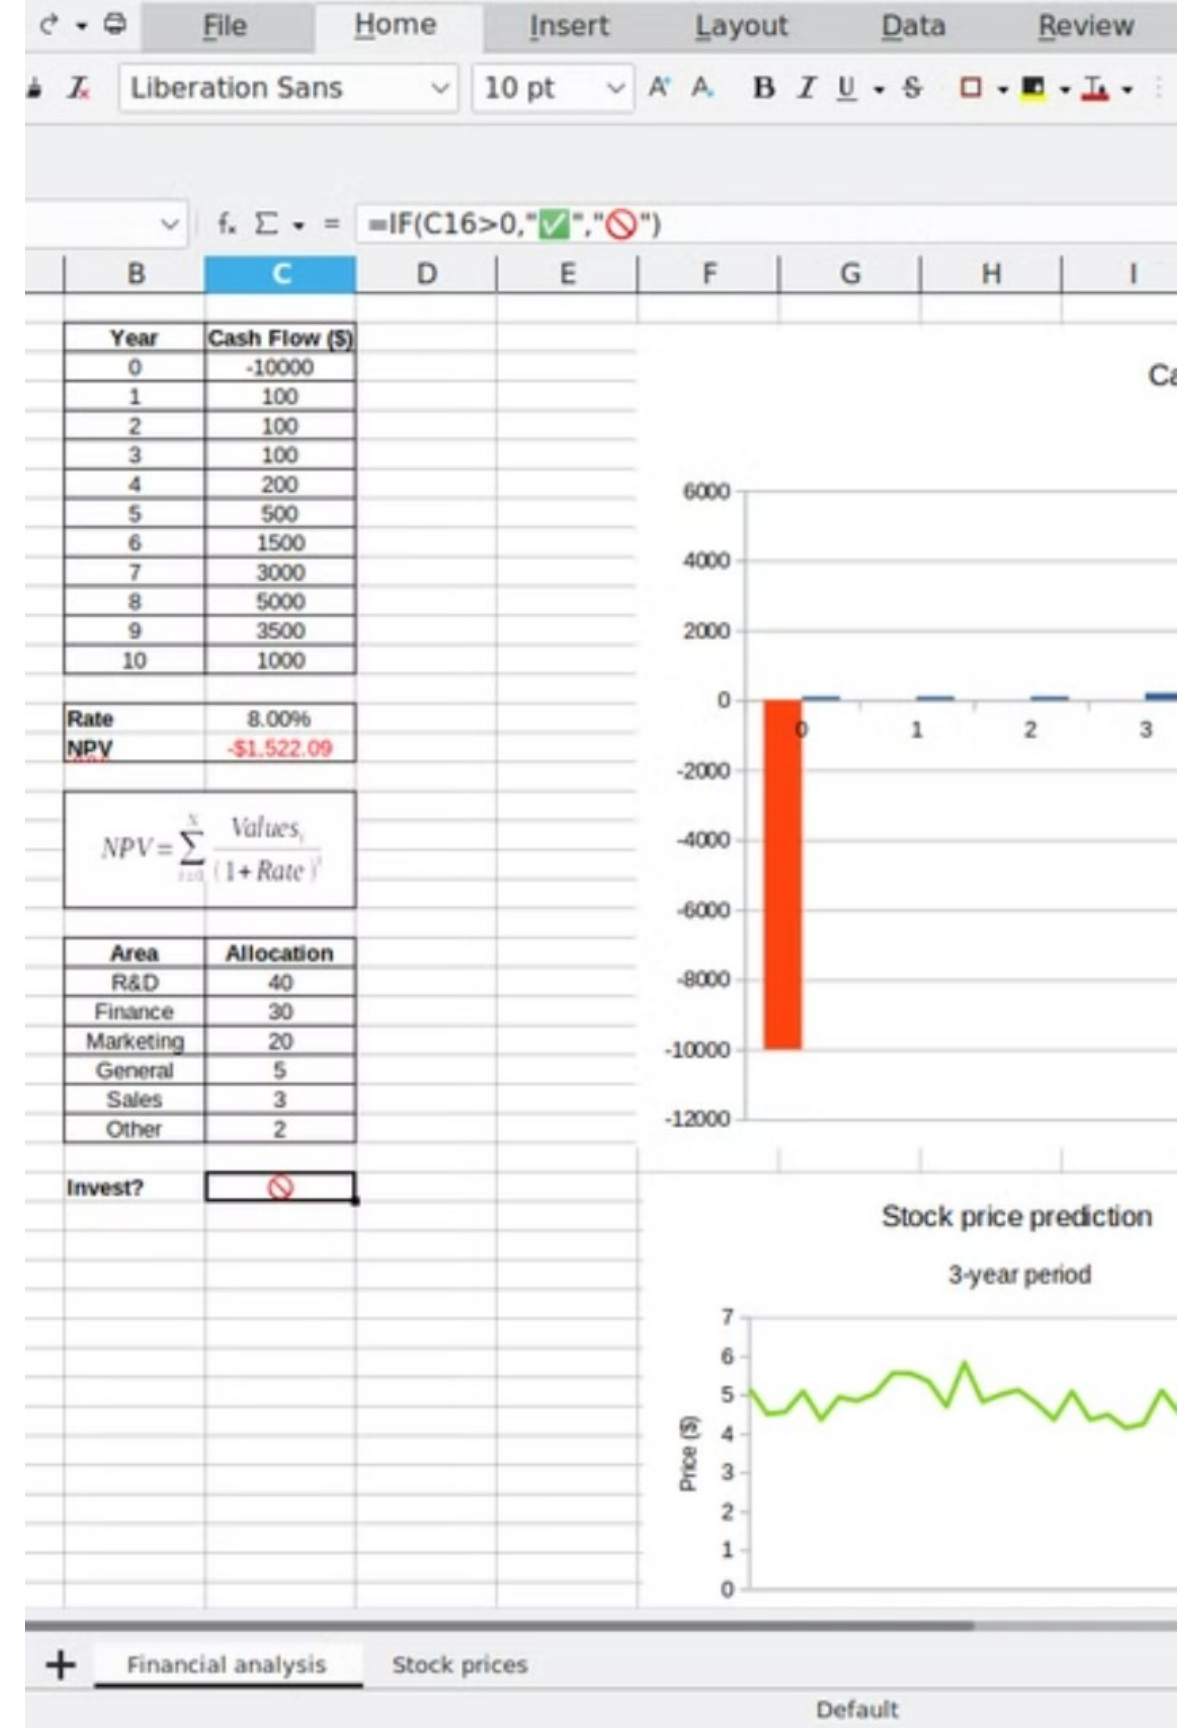 File Home Insert Layout Data Review
Liberation Sans 10 pt A A B I U S
fx Σ = =IF(C16>0,"✅","🚫")
B C D E F G H I
Year Cash Flow ($)
0 -10000
1 100
2 100
3 100
4 200
5 500
6 1500
7 3000
8 5000
9 3500
10 1000
Rate 8.00%
NPV -$1,522.09
NPV = ∑ i=0 N Values i / (1+Rate) i
Area Allocation
R&D 40
Finance 30
Marketing 20
General 5
Sales 3
Other 2
Invest? 🚫
Ca
6000
4000
2000
0
0 1 2 3
-2000
-4000
-6000
-8000
-10000
-12000
Stock price prediction
3-year period
Price ($)
7
6
5
4
3
2
1
0
+ Financial analysis Stock prices
Default